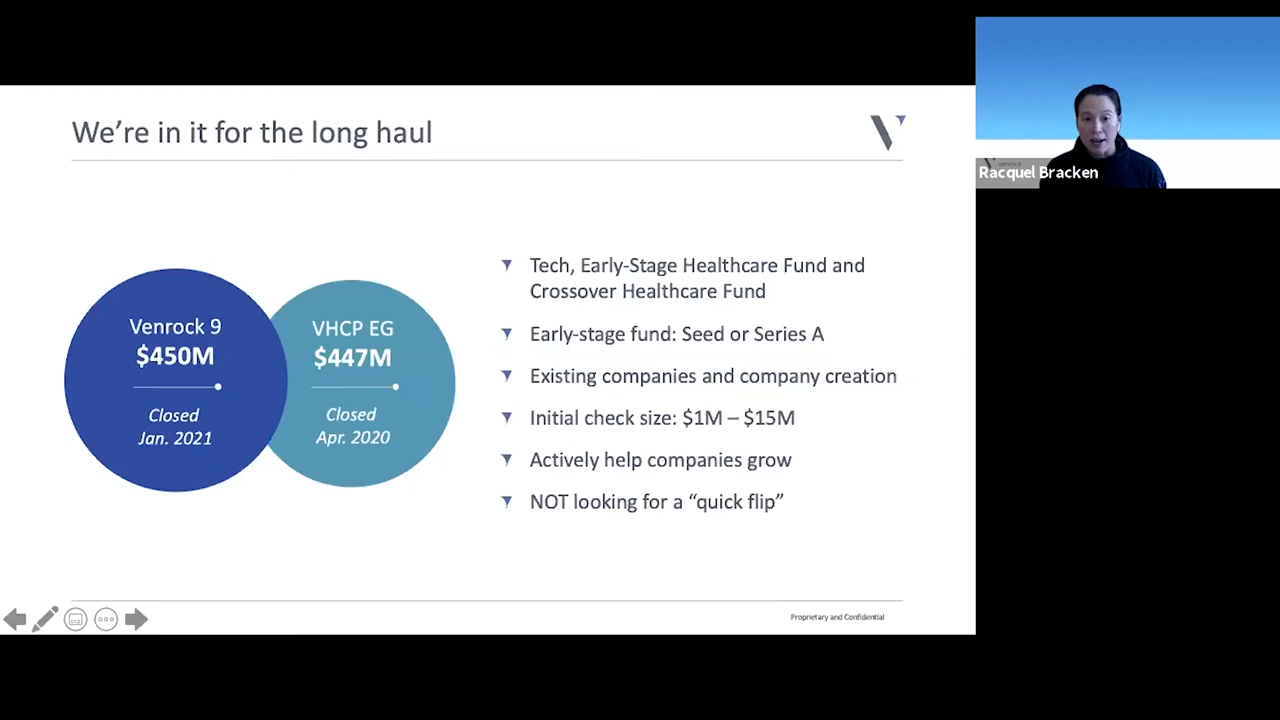 We're in it for the long haul
Venrock 9
$450M
Closed
Jan. 2021
VHCP EG
$447M
Closed
Apr. 2020
Tech, Early-Stage Healthcare Fund and
Crossover Healthcare Fund
Early-stage fund: Seed or Series A
Existing companies and company creation
Initial check size: $1M – $15M
Actively help companies grow
NOT looking for a “quick flip”
Proprietary and Confidential
venrock
Racquel Bracken